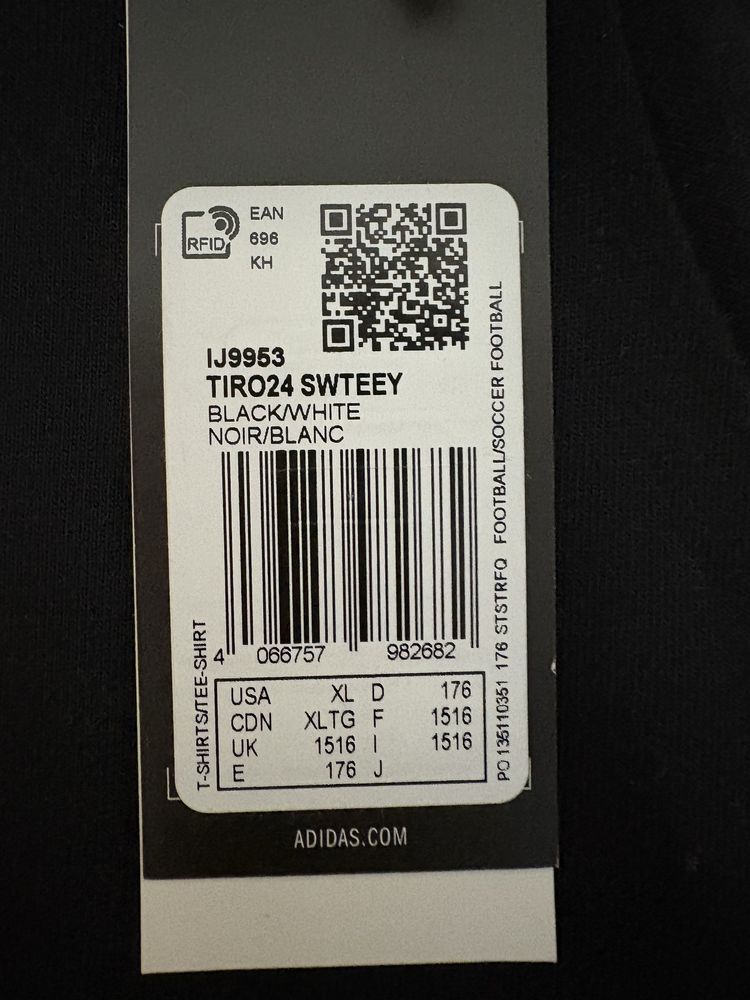 RFID
EAN
696
KH
IJ9953
TIRO24 SWTEEY
BLACK/WHITE
NOIR/BLANC
4 066757 982682
USA XL D 176
CDN XLTG F 1516
UK 1516 I 1516
E 176 J
T-SHIRTS/TEE-SHIRT
PO 135110351 176 STSTRFQ FOOTBALL/SOCCER FOOTBALL
ADIDAS.COM